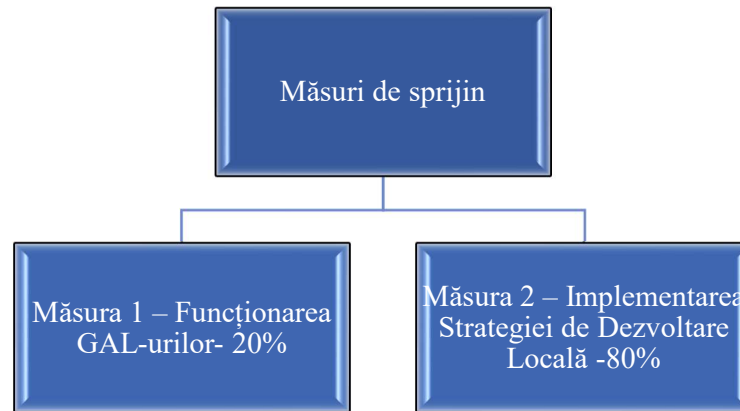 Măsuri de sprijin
Măsura 1 – Funcționarea
GAL-urilor- 20%
Măsura 2 – Implementarea
Strategiei de Dezvoltare
Locală -80%